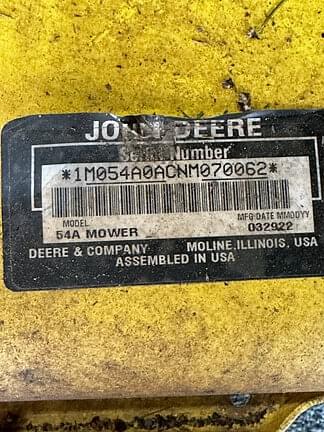 JOHN DEERE
Serial Number
*1M054A0ACNM070062*
MODEL MFG DATE MMDDYY
54A MOWER 032922
DEERE & COMPANY MOLINE, ILLINOIS, USA
ASSEMBLED IN USA